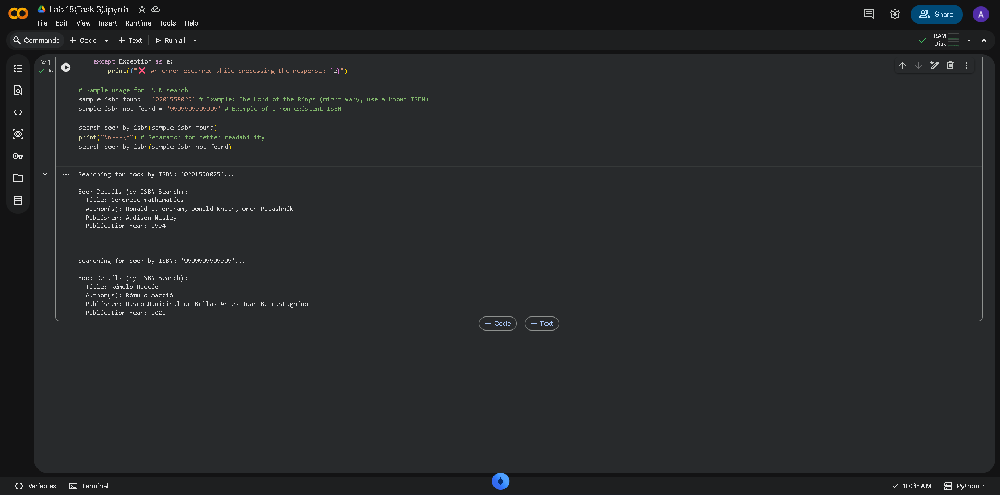 Lab 18(Task 3).ipynb
File Edit View Insert Runtime Tools Help
Share
A
Commands + Code + Text Run all
RAM
Disk
[45]
0s
except Exception as e:
print(f"❌ An error occurred while processing the response: {e}")
# Sample usage for ISBN search
sample_isbn_found = '0201558025' # Example: The Lord of the Rings (might vary, use a known ISBN)
sample_isbn_not_found = '9999999999999' # Example of a non-existent ISBN
search_book_by_isbn(sample_isbn_found)
print("\n---\n") # Separator for better readability
search_book_by_isbn(sample_isbn_not_found)
Searching for book by ISBN: '0201558025'...
Book Details (by ISBN Search):
Title: Concrete mathematics
Author(s): Ronald L. Graham, Donald Knuth, Oren Patashnik
Publisher: Addison-Wesley
Publication Year: 1994
---
Searching for book by ISBN: '9999999999999'...
Book Details (by ISBN Search):
Title: Rómulo Maccio
Author(s): Rómulo Macció
Publisher: Museo Municipal de Bellas Artes Juan B. Castagnino
Publication Year: 2002
+ Code + Text
Variables Terminal
10:38 AM Python 3